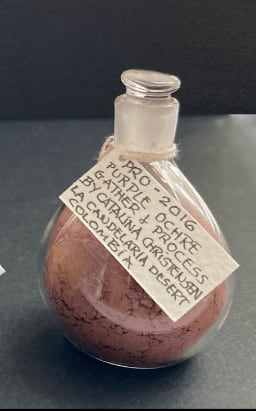 PRO-2016
PURPLE OCHRE
GATHER & PROCESS
BY CATALINA CHRISTENSEN
LA CANDELARIA DESERT
COLOMBIA